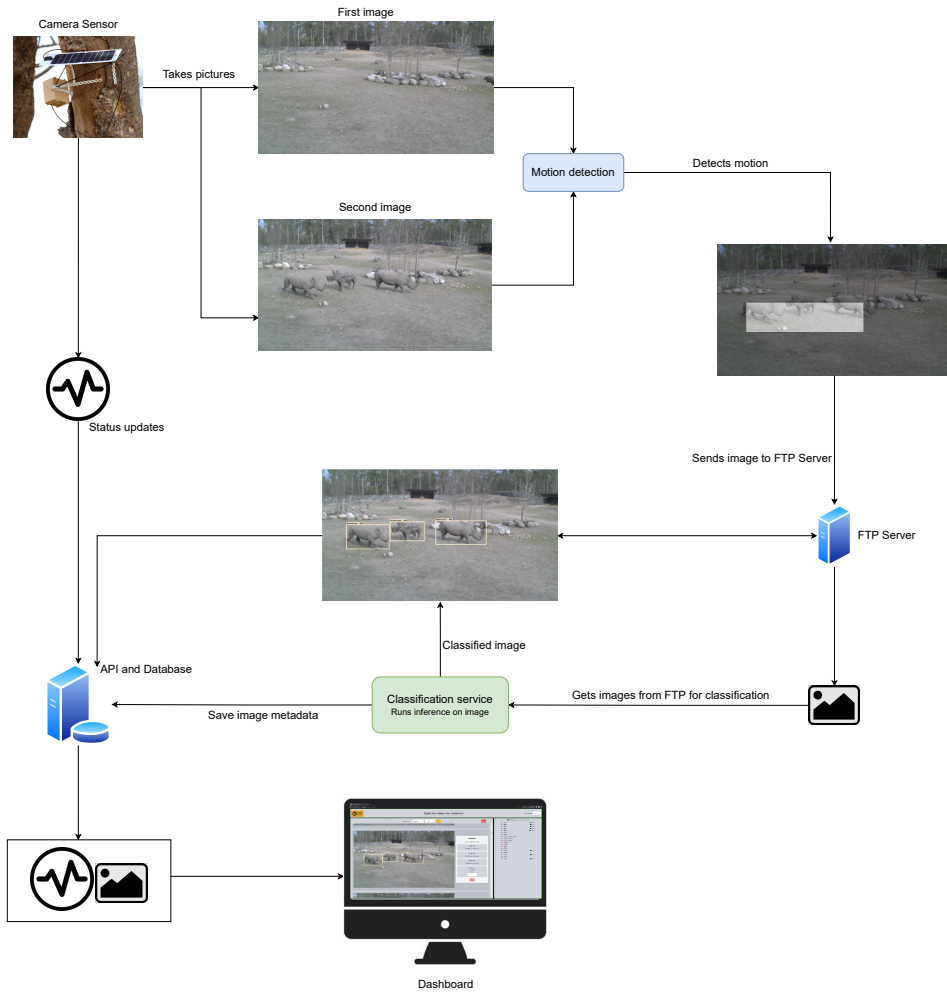 First image
Camera Sensor
Takes pictures
Motion detection
Detects motion
Second image
Status updates
Sends image to FTP Server
FTP Server
Classified image
API and Database
Classification service
Runs inference on image
Gets images from FTP for classification
Save image metadata
Dashboard